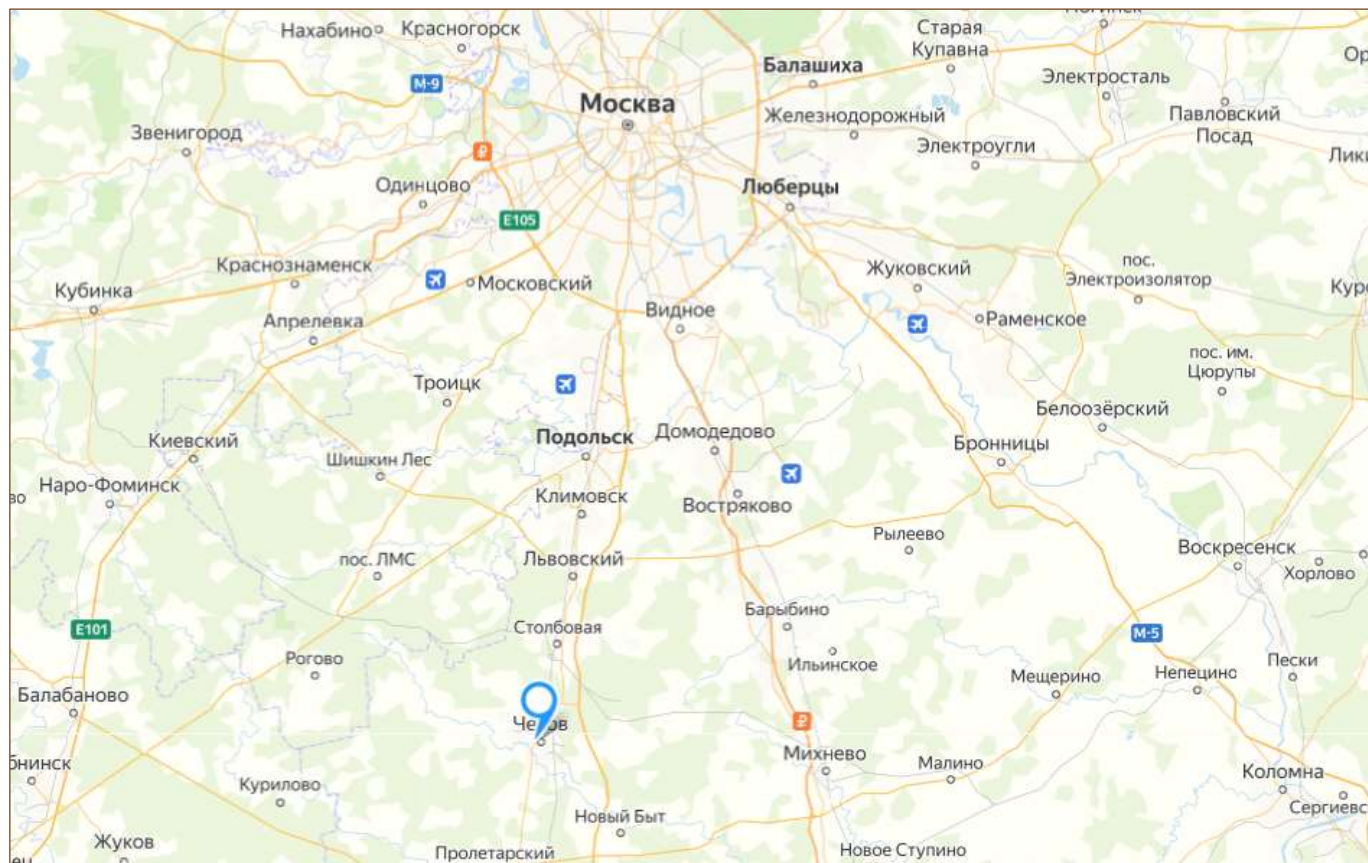 Нахабино
Красногорск
Старая
Купавна
Балашиха
М-9
Электросталь
Москва
Павловский
Посад
Железнодорожный
Звенигород
Электроугли
₽
Одинцово
Люберцы
E105
Краснознаменск
Жуковский
пос.
Электроизолятор
Кубинка
Московский
Видное
Раменское
Апрелевка
пос. им.
Цюрупы
Троицк
Белоозёрский
Подольск
Домодедово
Киевский
Бронницы
Шишкин Лес
Наро-Фоминск
Климовск
Востряково
Рылеево
Воскресенск
пос. ЛМС
Львовский
Хорлово
Барыбино
E101
Столбовая
М-5
Рогово
Ильинское
Пески
Мещерино
Непецино
Балабаново
₽
Михнево
Малино
Коломна
Курилово
Новый Быт
Жуков
Пролетарский
Новое Ступино